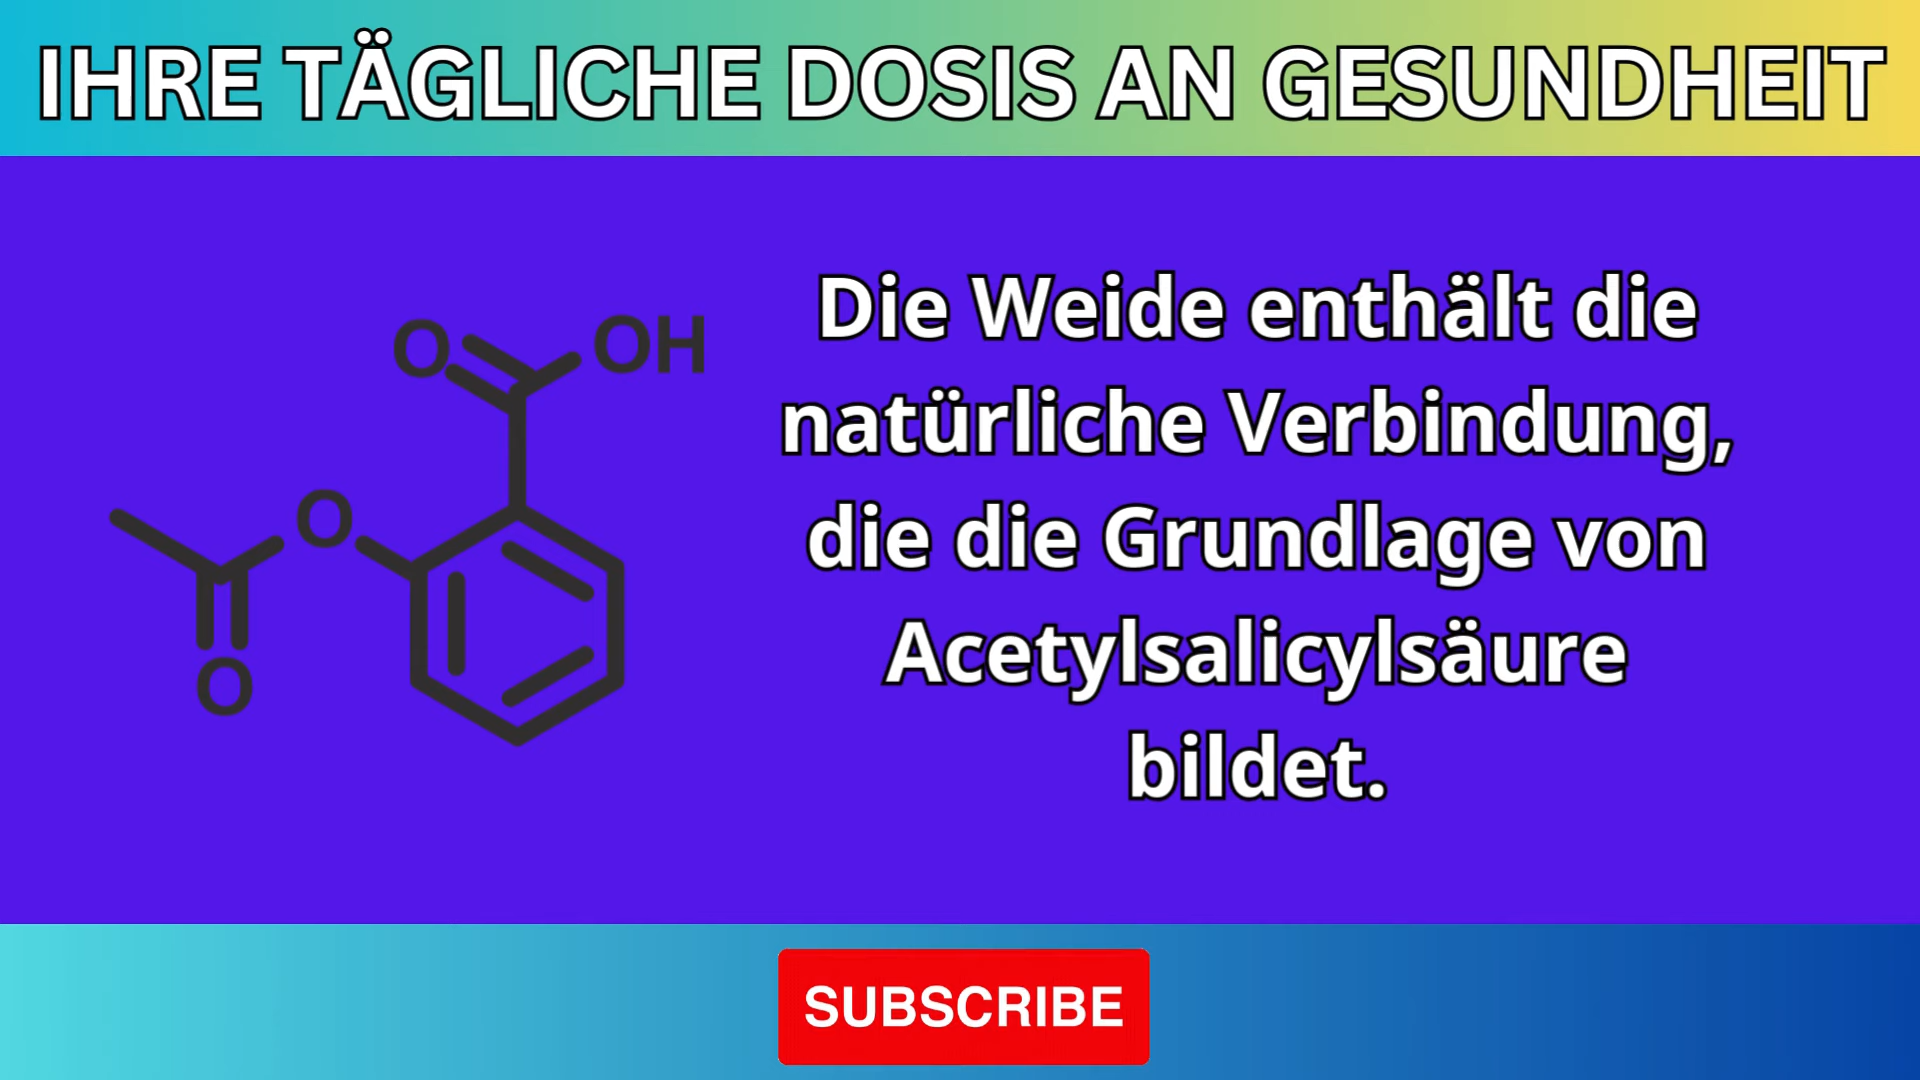 IHRE TÄGLICHE DOSIS AN GESUNDHEIT
O OH
O
O
Die Weide enthält die
natürliche Verbindung,
die die Grundlage von
Acetylsalicylsäure
bildet.
SUBSCRIBE